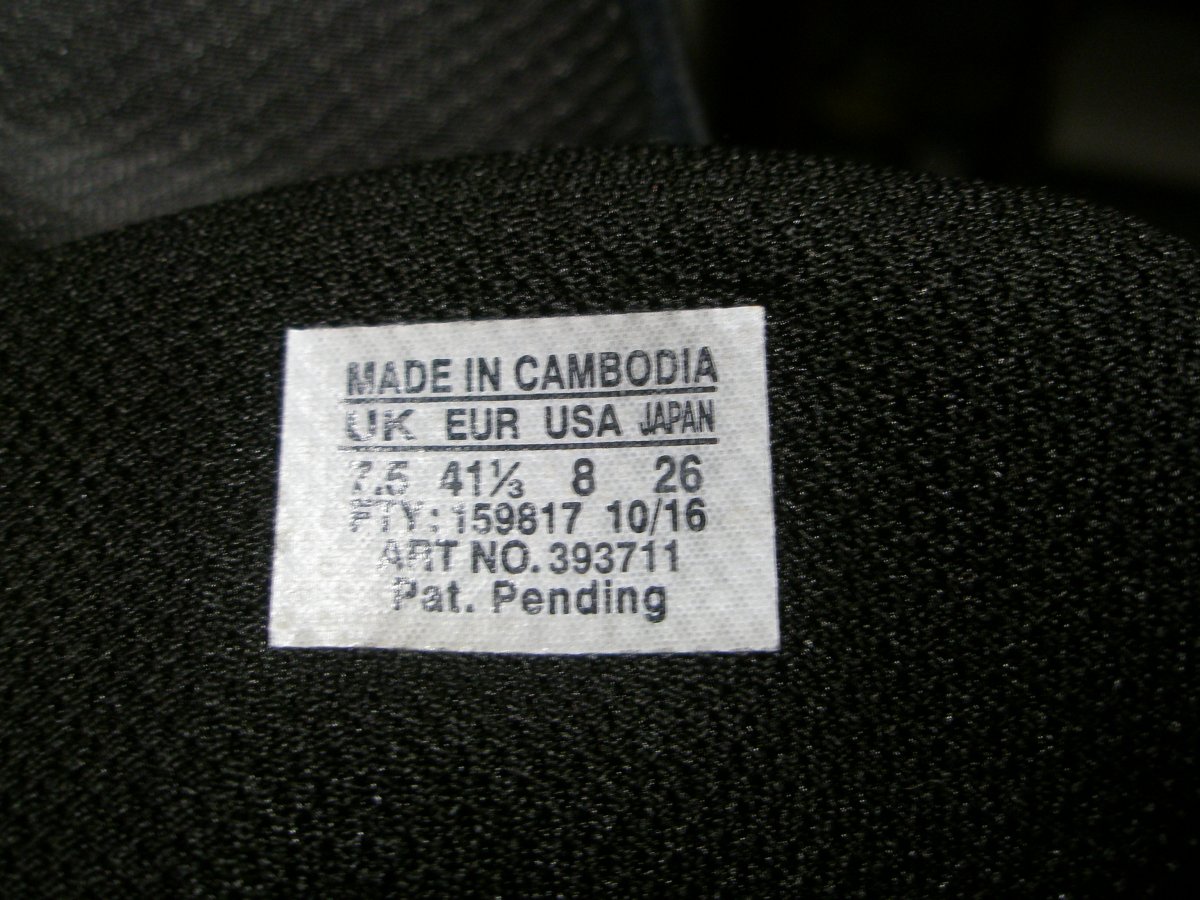 MADE IN CAMBODIA
UK EUR USA JAPAN
7.5 41⅓ 8 26
FTY: 159817 10/16
ART NO. 393711
Pat. Pending